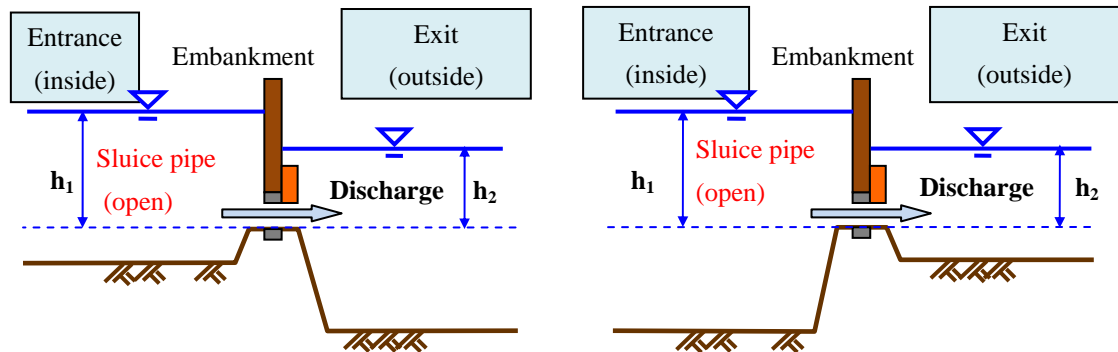 Entrance
(inside)
Embankment
Exit
(outside)
Sluice pipe
(open)
h1
Discharge
h2
Entrance
(inside)
Embankment
Exit
(outside)
Sluice pipe
(open)
h1
Discharge
h2